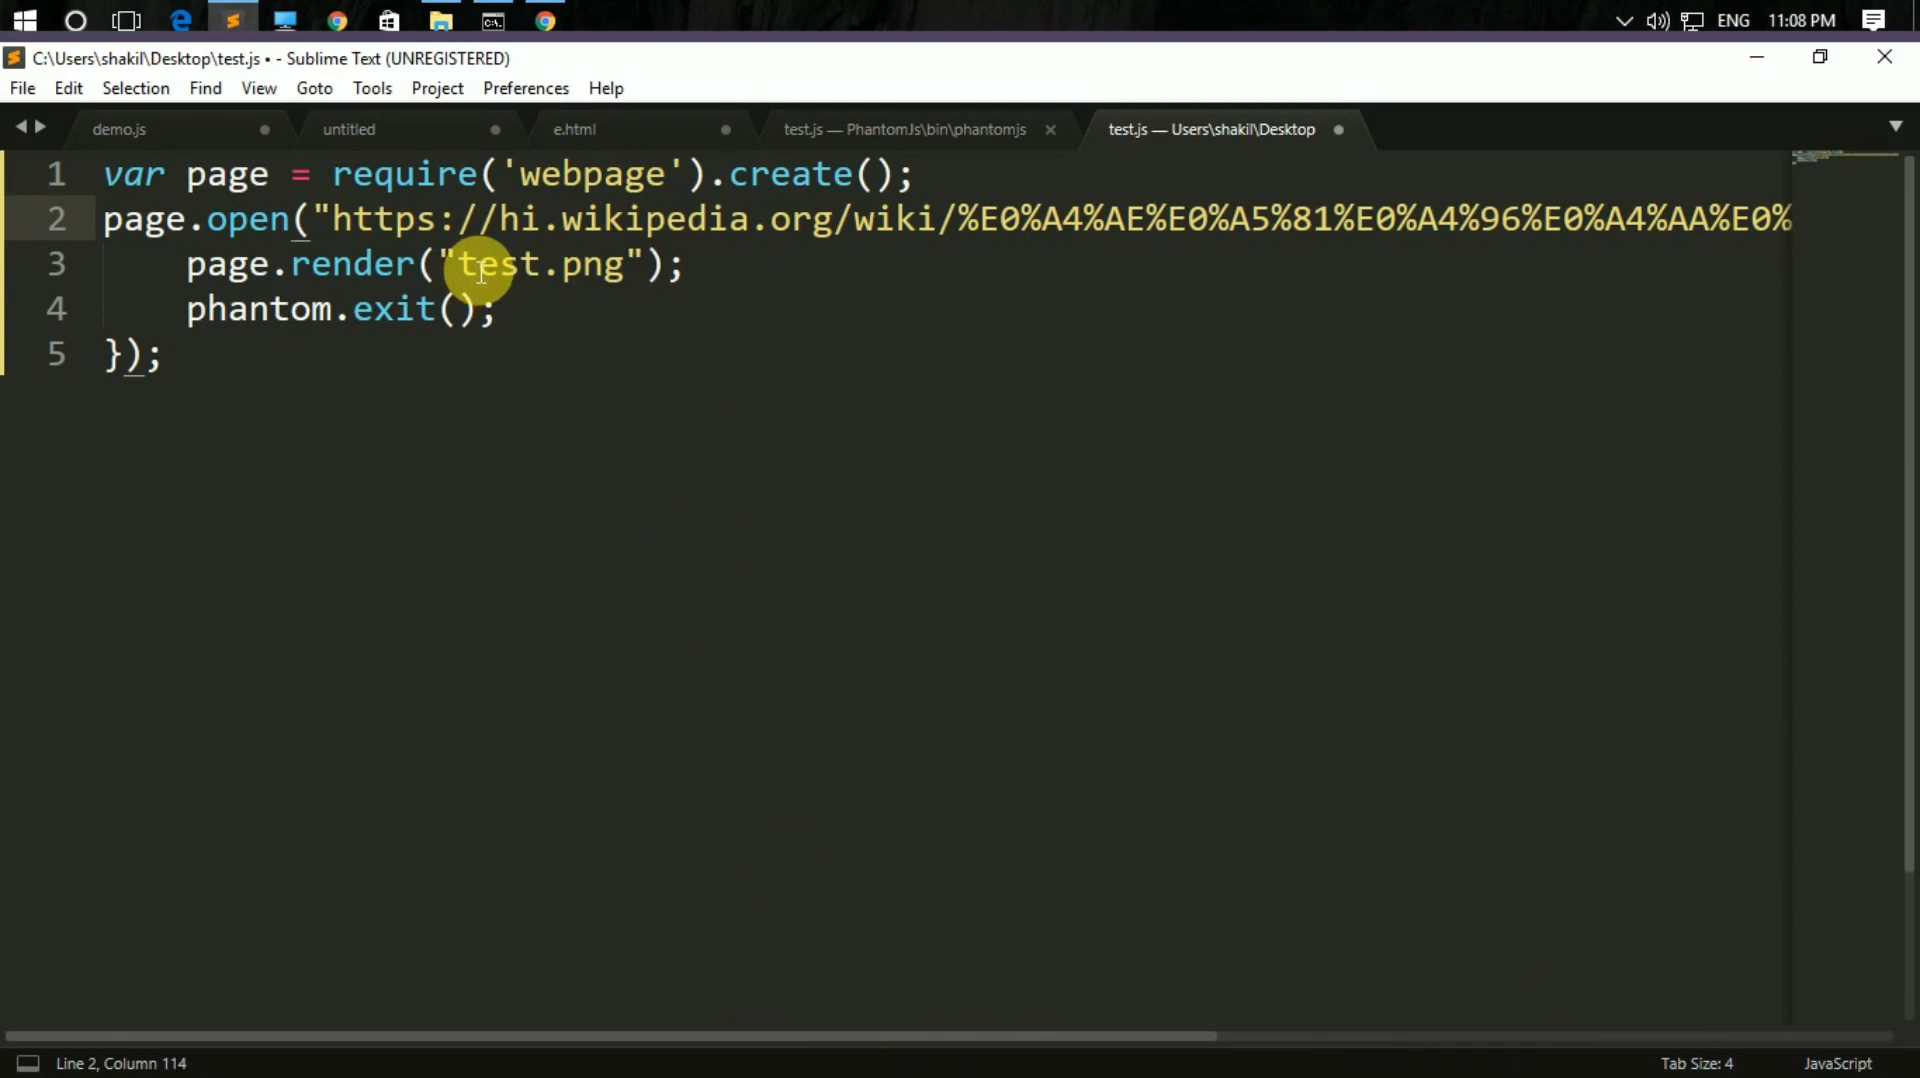 ENG 11:08 PM
C:\Users\shakil\Desktop\test.js • - Sublime Text (UNREGISTERED)
File Edit Selection Find View Goto Tools Project Preferences Help
demo.js untitled e.html test.js — PhantomJs\bin\phantomjs test.js — Users\shakil\Desktop
1 var page = require('webpage').create();
2 page.open("https://hi.wikipedia.org/wiki/%E0%A4%AE%E0%A5%81%E0%A4%96%E0%A4%AA%E0%
3 page.render("test.png");
4 phantom.exit();
5 });
Line 2, Column 114 Tab Size: 4 JavaScript